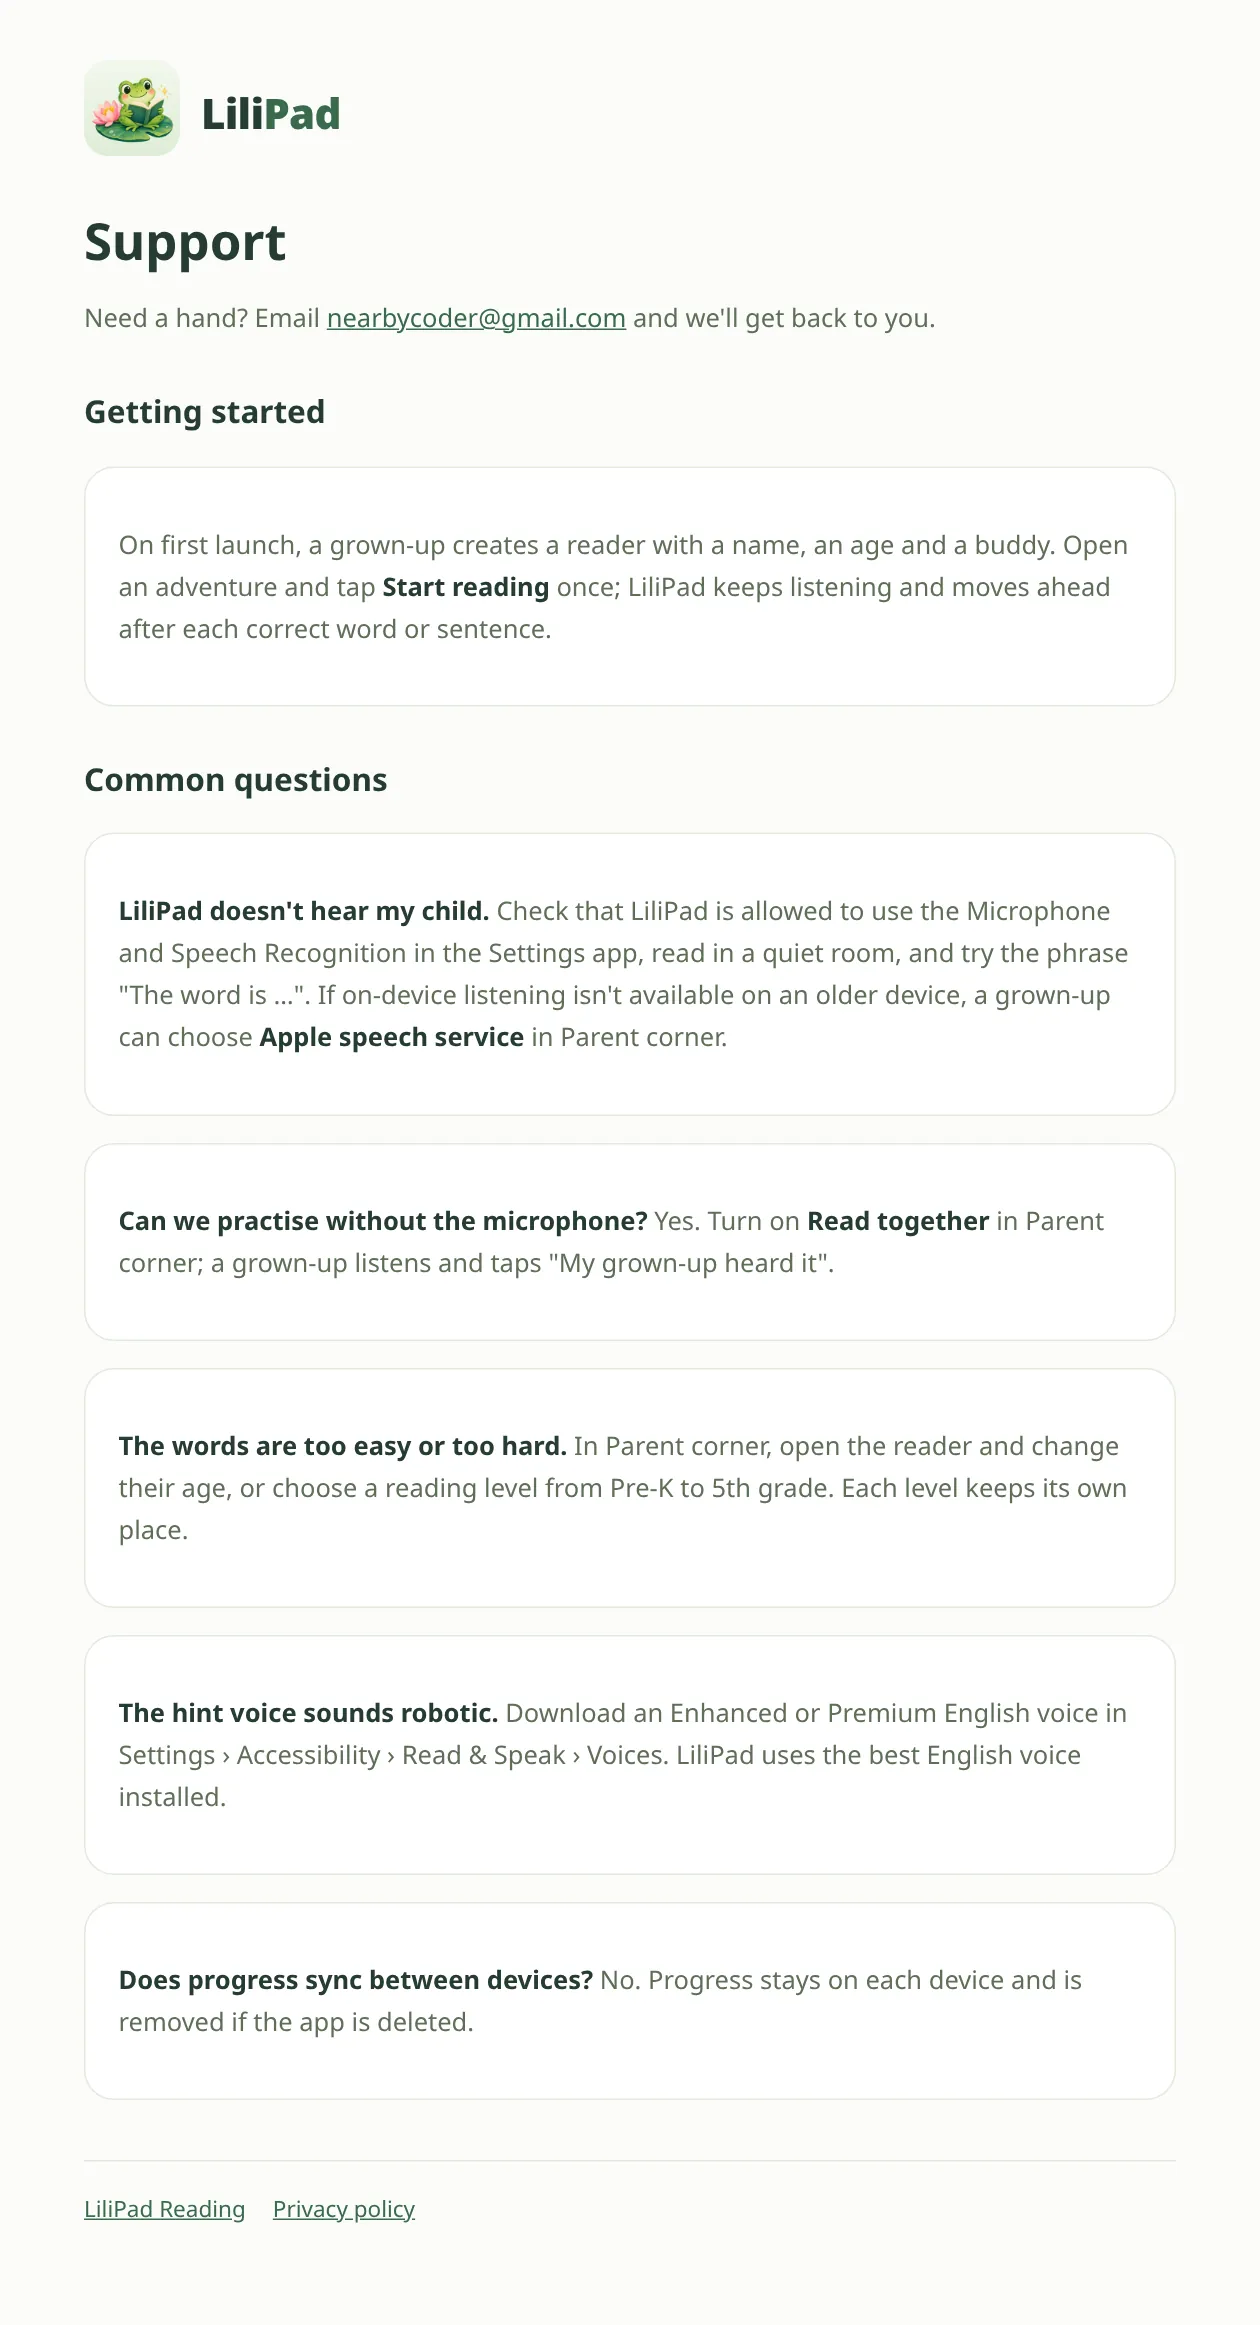 LiliPad
Support
Need a hand? Email nearbycoder@gmail.com and we'll get back to you.
Getting started
On first launch, a grown-up creates a reader with a name, an age and a buddy. Open
an adventure and tap Start reading once; LiliPad keeps listening and moves ahead
after each correct word or sentence.
Common questions
LiliPad doesn't hear my child. Check that LiliPad is allowed to use the Microphone
and Speech Recognition in the Settings app, read in a quiet room, and try the phrase
"The word is …". If on-device listening isn't available on an older device, a grown-up
can choose Apple speech service in Parent corner.
Can we practise without the microphone? Yes. Turn on Read together in Parent
corner; a grown-up listens and taps "My grown-up heard it".
The words are too easy or too hard. In Parent corner, open the reader and change
their age, or choose a reading level from Pre-K to 5th grade. Each level keeps its own
place.
The hint voice sounds robotic. Download an Enhanced or Premium English voice in
Settings › Accessibility › Read & Speak › Voices. LiliPad uses the best English voice
installed.
Does progress sync between devices? No. Progress stays on each device and is
removed if the app is deleted.
LiliPad Reading Privacy policy